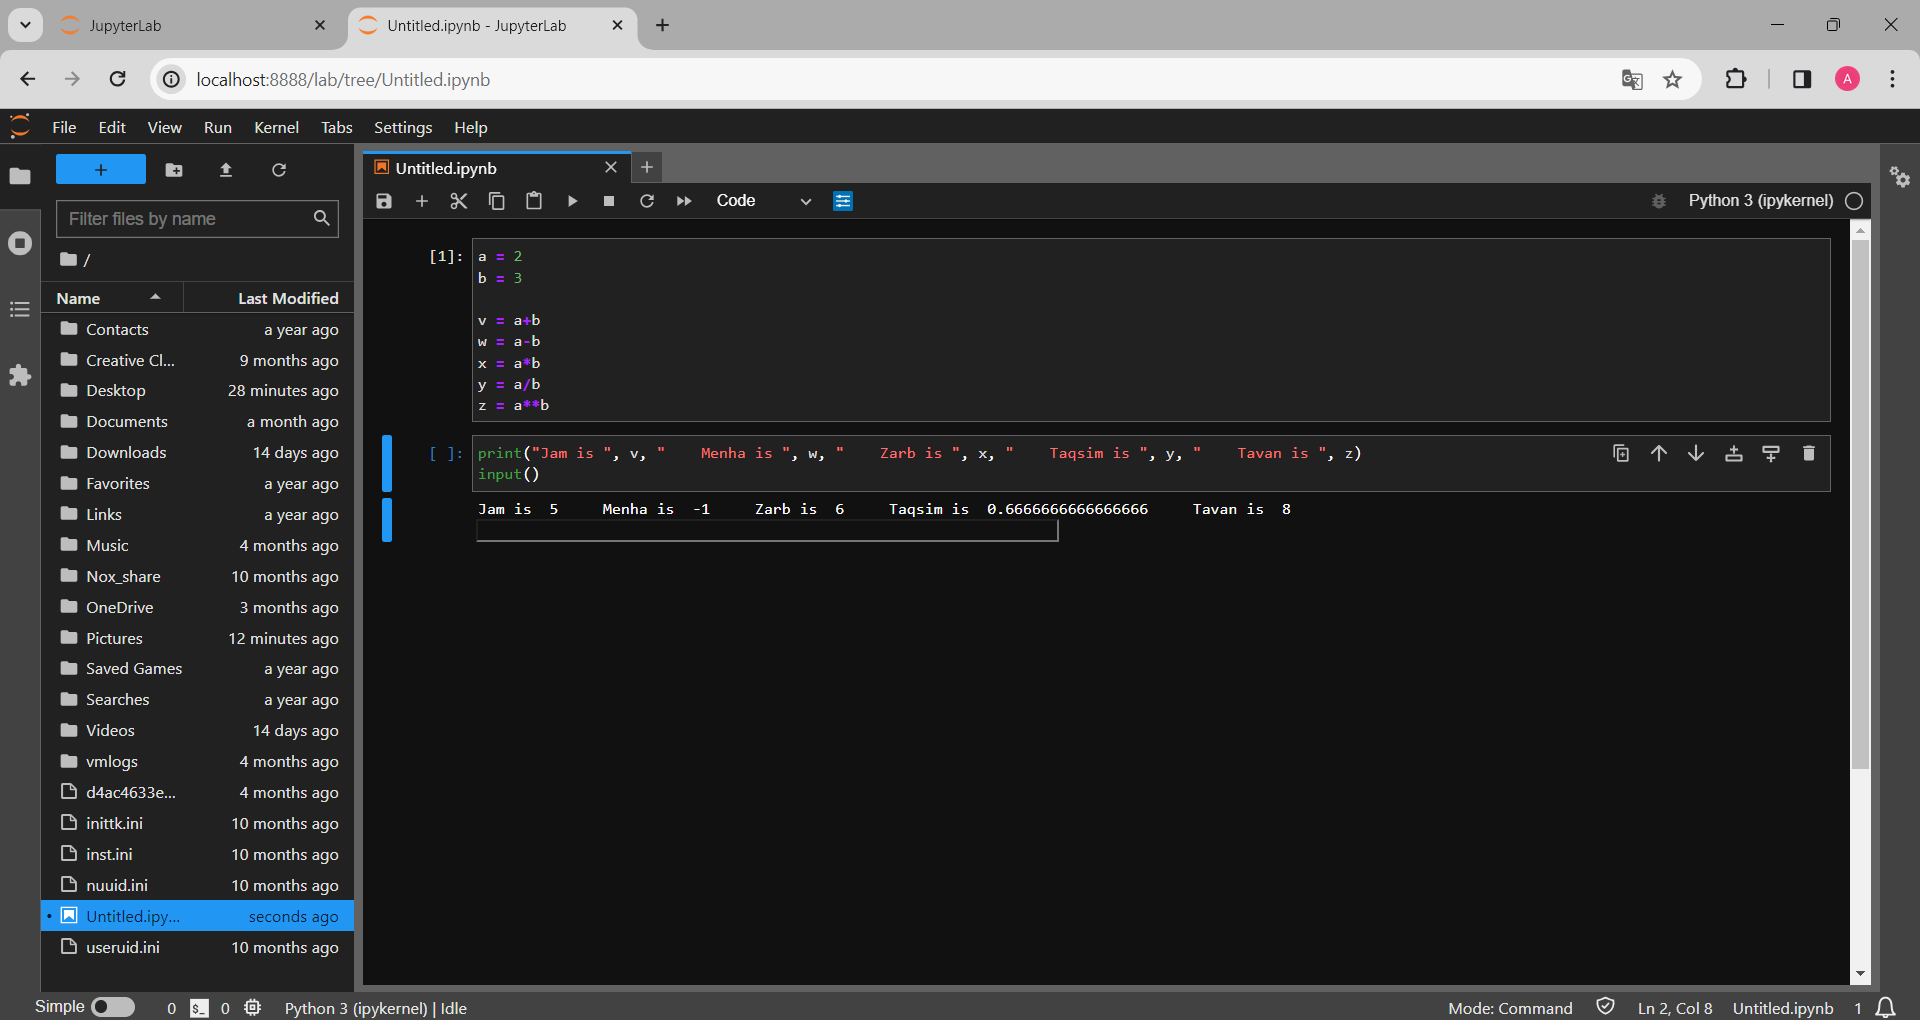 JupyterLab
Untitled.ipynb - JupyterLab
localhost:8888/lab/tree/Untitled.ipynb
A
File Edit View Run Kernel Tabs Settings Help
Filter files by name
/
Name Last Modified
Contacts a year ago
Creative Cl... 9 months ago
Desktop 28 minutes ago
Documents a month ago
Downloads 14 days ago
Favorites a year ago
Links a year ago
Music 4 months ago
Nox_share 10 months ago
OneDrive 3 months ago
Pictures 12 minutes ago
Saved Games a year ago
Searches a year ago
Videos 14 days ago
vmlogs 4 months ago
d4ac4633e... 4 months ago
inittk.ini 10 months ago
inst.ini 10 months ago
nuuid.ini 10 months ago
Untitled.ipy... seconds ago
useruid.ini 10 months ago
Untitled.ipynb
Code
Python 3 (ipykernel)
[1]: a = 2
b = 3
v = a+b
w = a-b
x = a*b
y = a/b
z = a**b
[ ]: print("Jam is ", v, "    Menha is ", w, "    Zarb is ", x, "    Taqsim is ", y, "    Tavan is ", z)
input()
Jam is  5     Menha is  -1     Zarb is  6     Taqsim is  0.6666666666666666     Tavan is  8
Simple 0 $_ 0 Python 3 (ipykernel) | Idle
Mode: Command Ln 2, Col 8 Untitled.ipynb 1